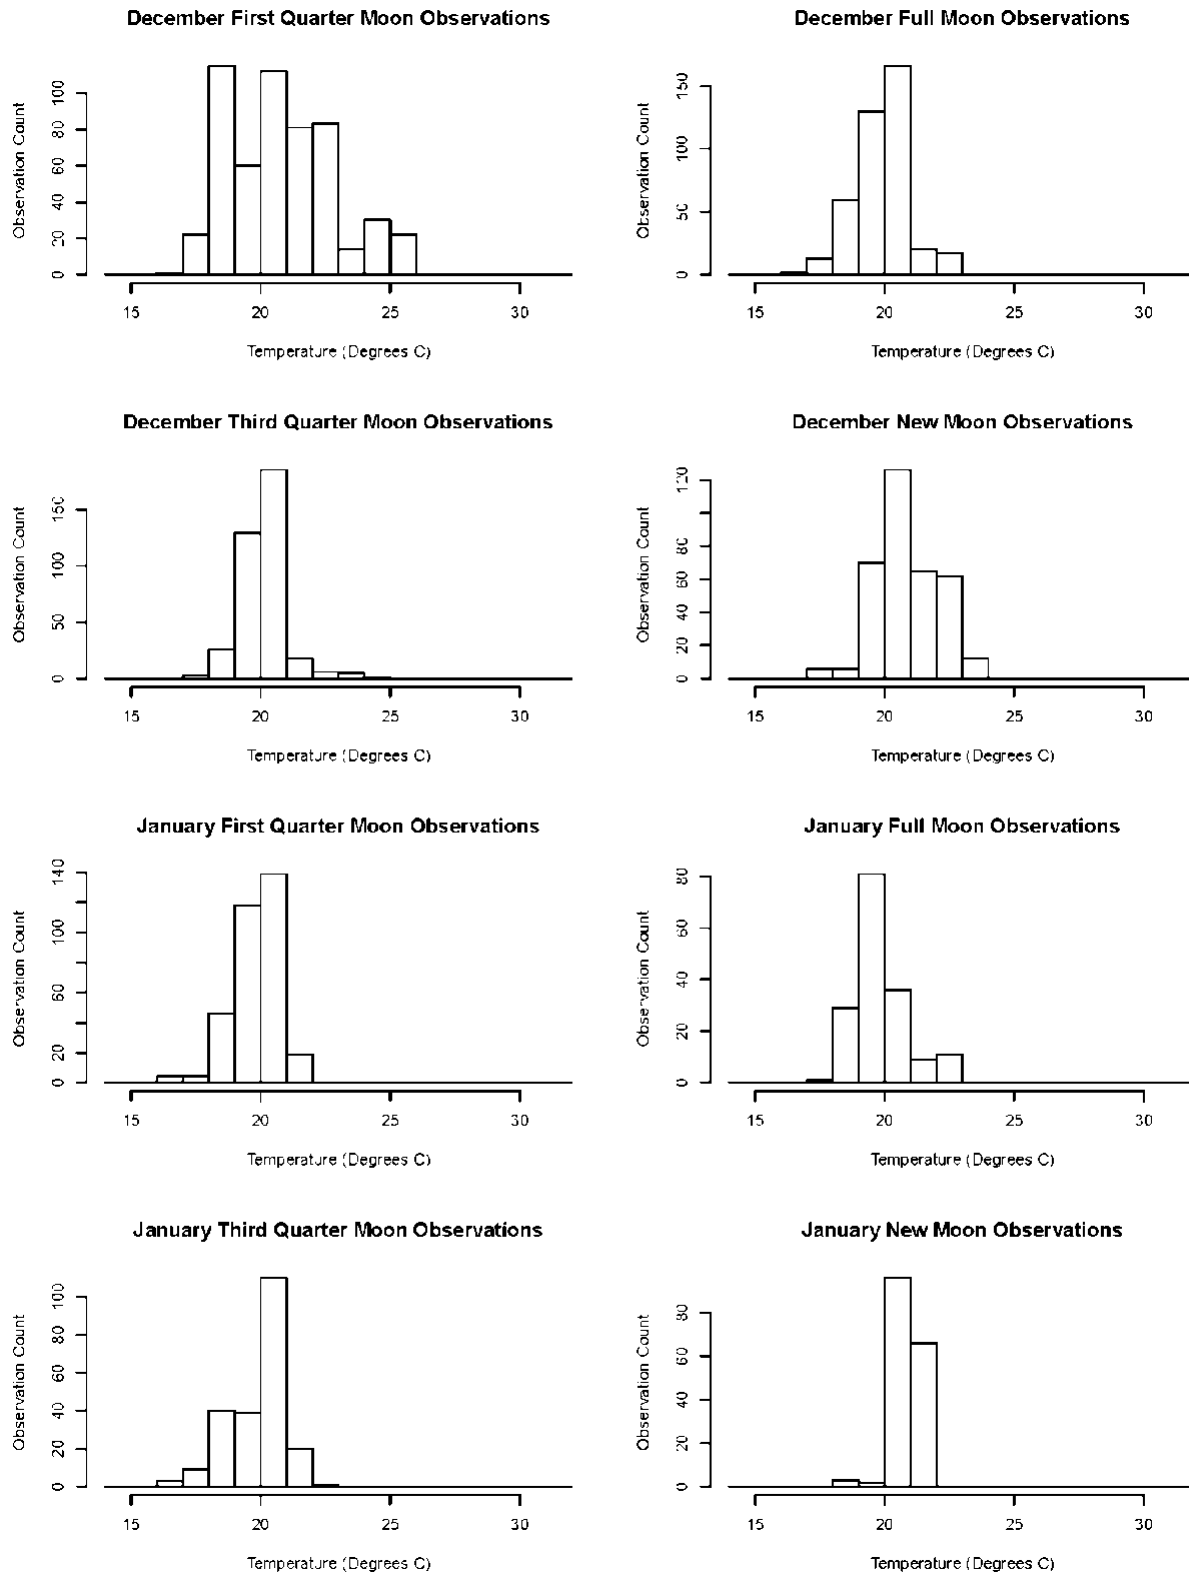 December First Quarter Moon Observations
Observation Count
0 20 40 60 80 100
15 20 25 30
Temperature (Degrees C)
December Full Moon Observations
Observation Count
0 50 100 150
15 20 25 30
Temperature (Degrees C)
December Third Quarter Moon Observations
Observation Count
0 50 100 150
15 20 25 30
Temperature (Degrees C)
December New Moon Observations
Observation Count
0 20 40 60 80 120
15 20 25 30
Temperature (Degrees C)
January First Quarter Moon Observations
Observation Count
0 20 60 100 140
15 20 25 30
Temperature (Degrees C)
January Full Moon Observations
Observation Count
0 20 40 60 80
15 20 25 30
Temperature (Degrees C)
January Third Quarter Moon Observations
Observation Count
0 20 40 60 80 100
15 20 25 30
Temperature (Degrees C)
January New Moon Observations
Observation Count
0 20 40 60 80
15 20 25 30
Temperature (Degrees C)